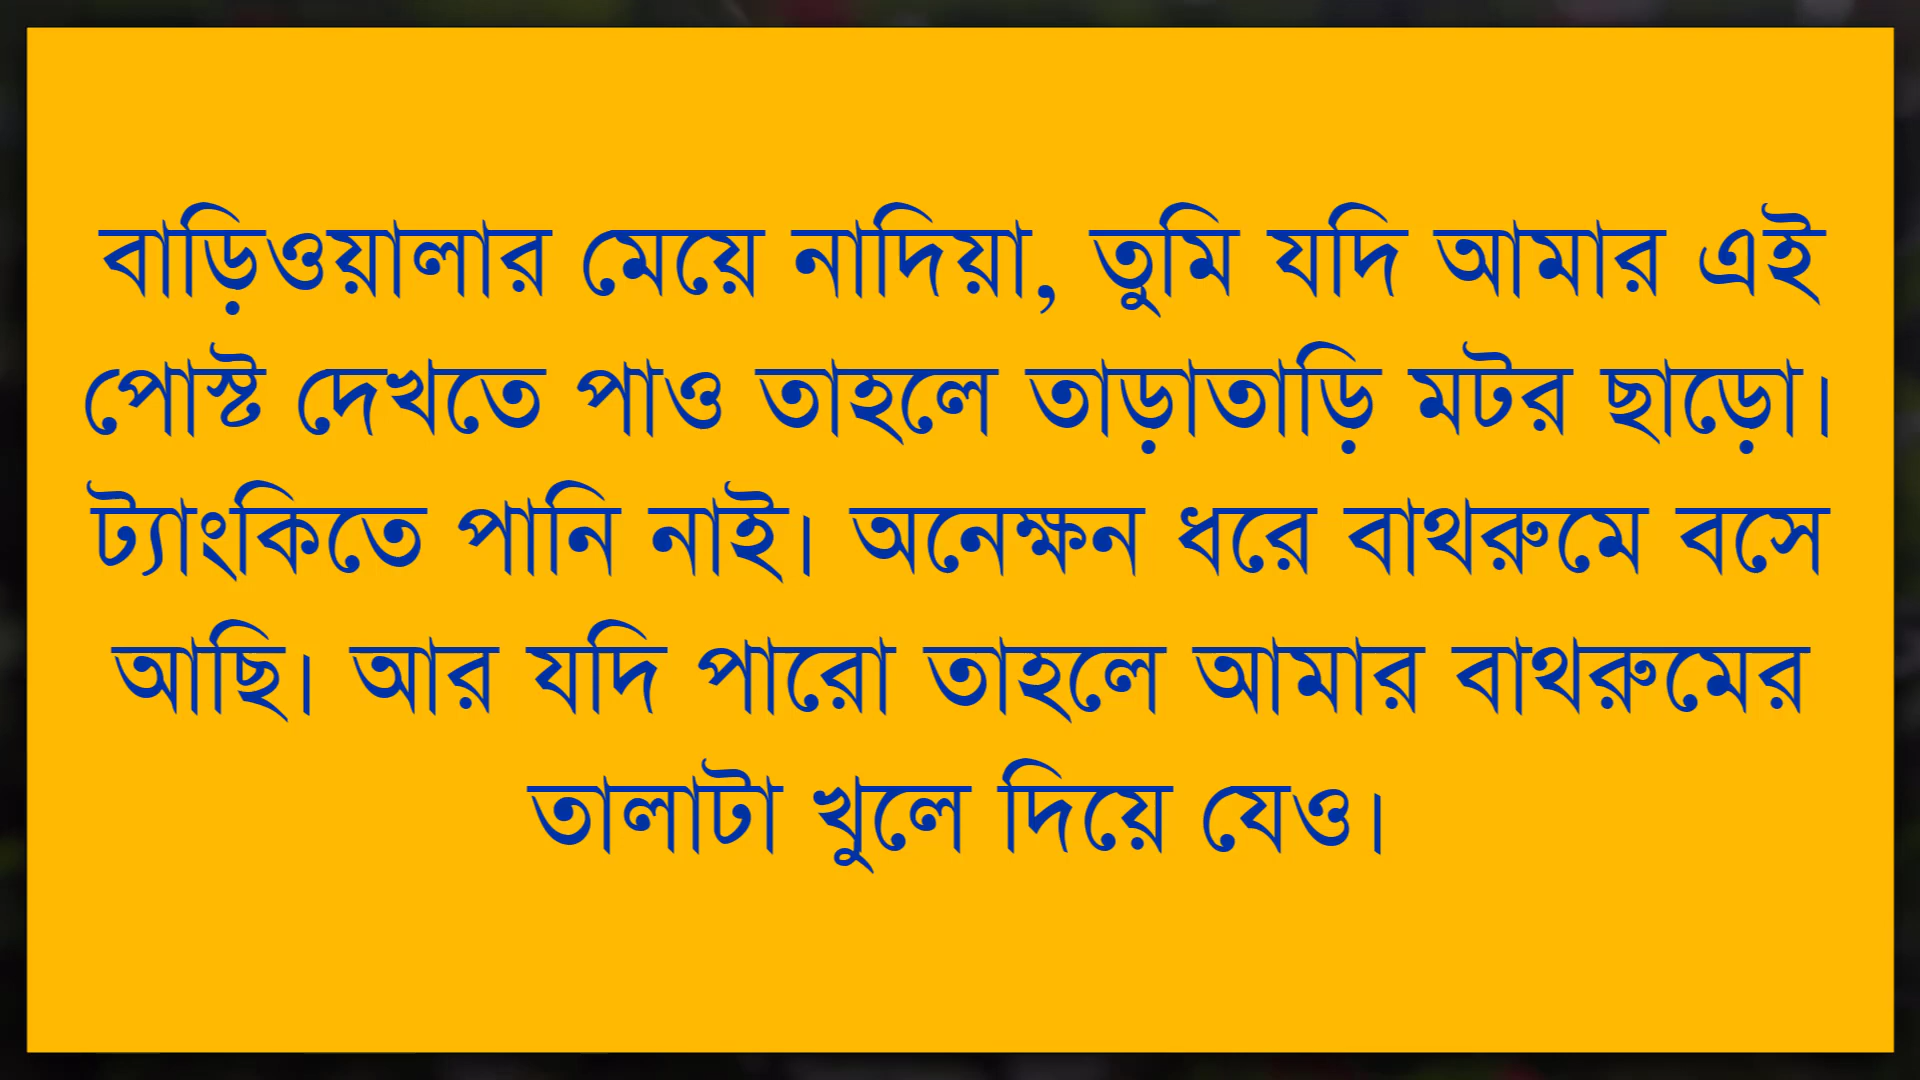 বাড়িওয়ালার মেয়ে নাদিয়া, তুমি যদি আমার এই
পোস্ট দেখতে পাও তাহলে তাড়াতাড়ি মটর ছাড়ো।
ট্যাংকিতে পানি নাই। অনেক্ষন ধরে বাথরুমে বসে
আছি। আর যদি পারো তাহলে আমার বাথরুমের
তালাটা খুলে দিয়ে যেও।